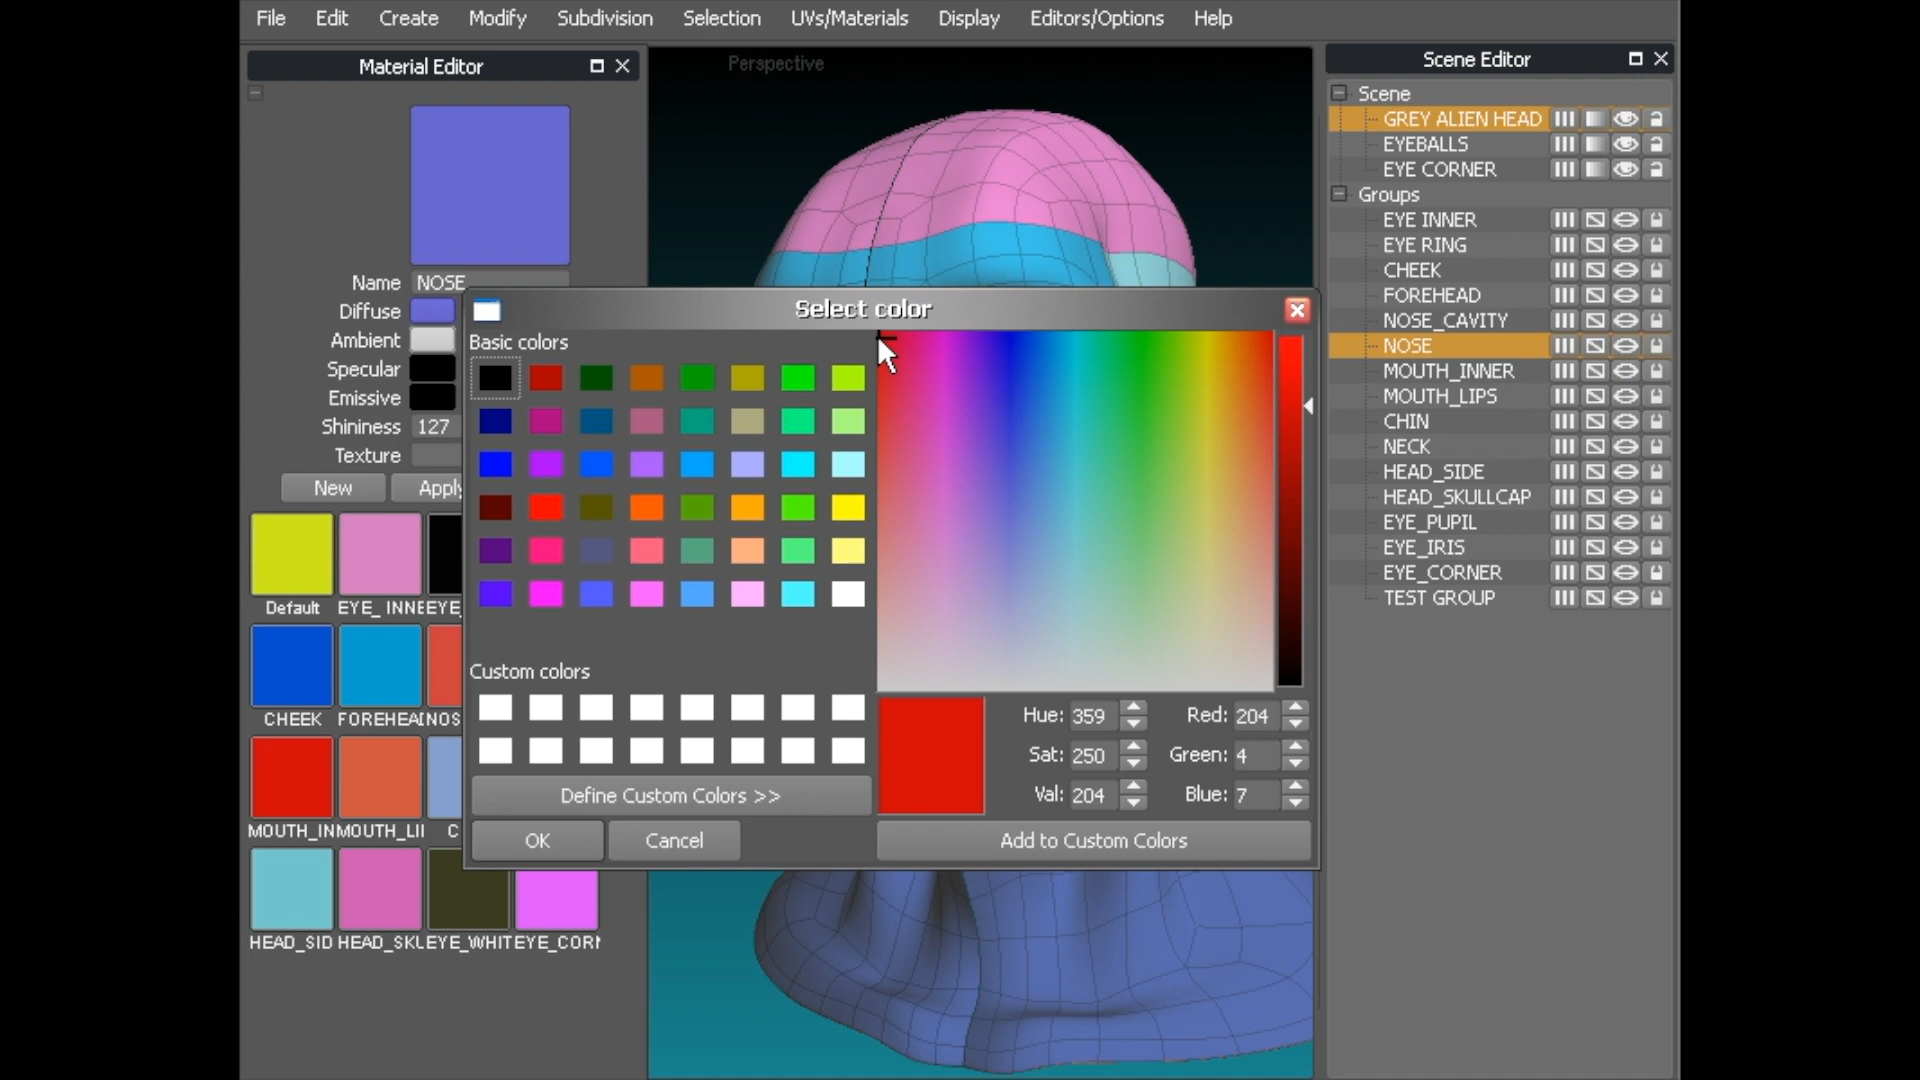 File Edit Create Modify Subdivision Selection UVs/Materials Display Editors/Options Help
Material Editor
Perspective
Scene Editor
Scene
GREY ALIEN HEAD
EYEBALLS
EYE CORNER
Groups
EYE INNER
EYE RING
CHEEK
FOREHEAD
NOSE_CAVITY
NOSE
MOUTH_INNER
MOUTH_LIPS
CHIN
NECK
HEAD_SIDE
HEAD_SKULLCAP
EYE_PUPIL
EYE_IRIS
EYE_CORNER
TEST GROUP
Name NOSE
Diffuse
Ambient
Specular
Emissive
Shininess 127
Texture
New Apply
Default EYE_INNE EYE_
CHEEK FOREHEA NOS
MOUTH_IN MOUTH_LI C
HEAD_SID HEAD_SKU EYE_WHIT EYE_COR
Select color
Basic colors
Custom colors
Define Custom Colors >>
OK Cancel
Hue: 359 Red: 204
Sat: 250 Green: 4
Val: 204 Blue: 7
Add to Custom Colors